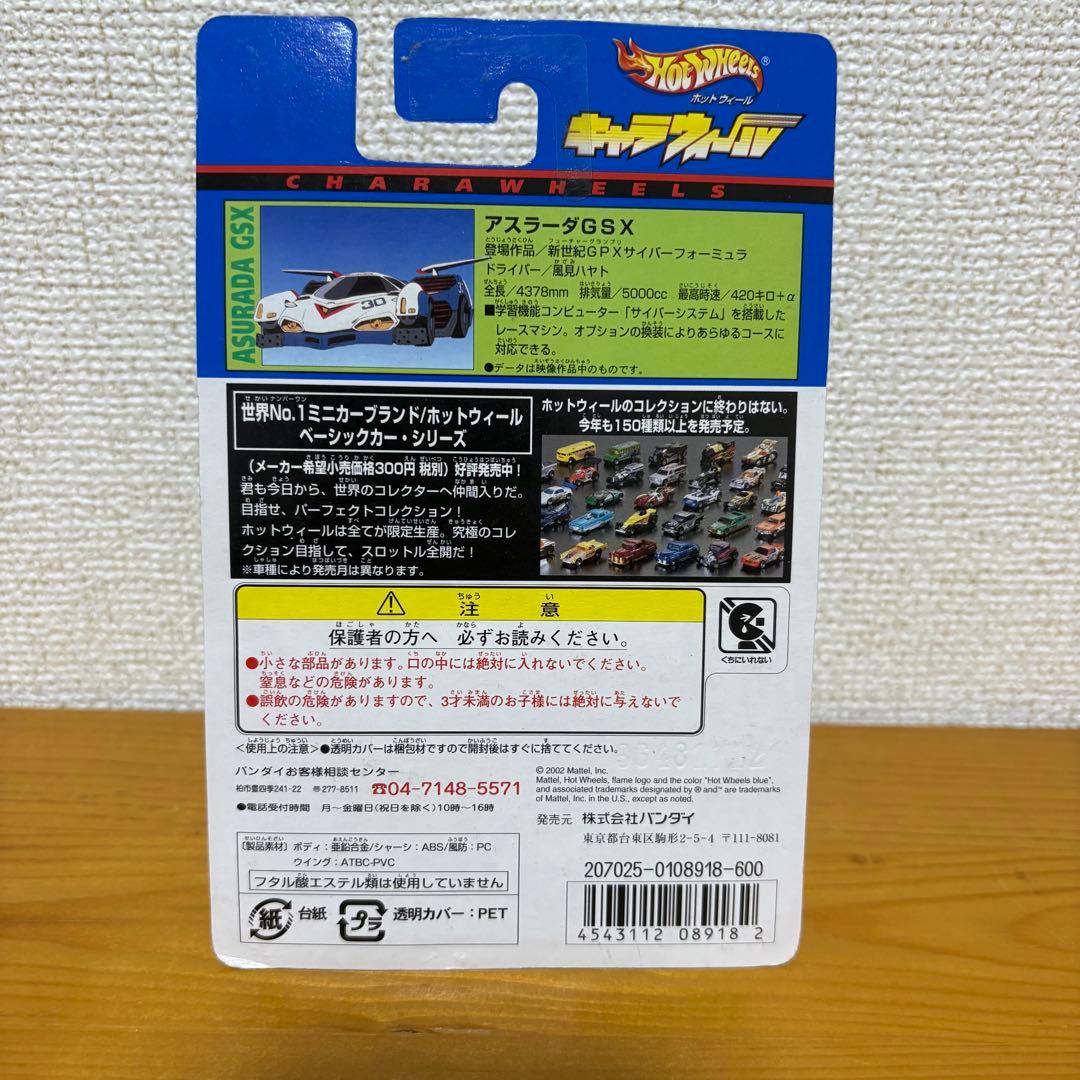 HOT WHEELS®
ホットウィール
キャラウィール
CHARAWHEELS
ASURADA GSX
30
アスラーダGSX
登場作品／新世紀GPXサイバーフォーミュラ
ドライバー／風見ハヤト
全長／4378mm 排気量／5000cc 最高時速／420キロ+α
■学習機能コンピューター「サイバーシステム」を搭載した
レースマシン。オプションの換装によりあらゆるコースに
対応できる。
●データは映像作品中のものです。
世界No.1ミニカーブランド/ホットウィール
ベーシックカー・シリーズ
(メーカー希望小売価格300円 税別) 好評発売中！
君も今日から、世界のコレクターへ仲間入りだ。
目指せ、パーフェクトコレクション！
ホットウィールは全てが限定生産。究極のコレ
クション目指して、スロットル全開だ！
※車種により発売月は異なります。
ホットウィールのコレクションに終わりはない。
今年も150種類以上を発売予定。
注意
保護者の方へ 必ずお読みください。
●小さな部品があります。口の中には絶対に入れないでください。
窒息などの危険があります。
●誤飲の危険がありますので、3才未満のお子様には絶対に与えないで
ください。
くちにいれない
＜使用上の注意＞●透明カバーは梱包材ですので開封後はすぐに捨ててください。
バンダイお客様相談センター
柏市豊四季241-22 〠277-8511 ☎04-7148-5571
●電話受付時間 月〜金曜日(祝日を除く)10時〜16時
© 2002 Mattel, Inc.
Mattel, Hot Wheels, flame logo and the color "Hot Wheels blue",
and associated trademarks designated by ® and ™ are trademarks
of Mattel, Inc. in the U.S., except as noted.
発売元 株式会社バンダイ
東京都台東区駒形2-5-4 〒111-8081
〔製品素材〕ボディ：亜鉛合金/シャーシ：ABS/風防：PC
ウイング：ATBC-PVC
フタル酸エステル類は使用していません
紙 台紙 プラ 透明カバー：PET
207025-0108918-600
4543112 08918 2